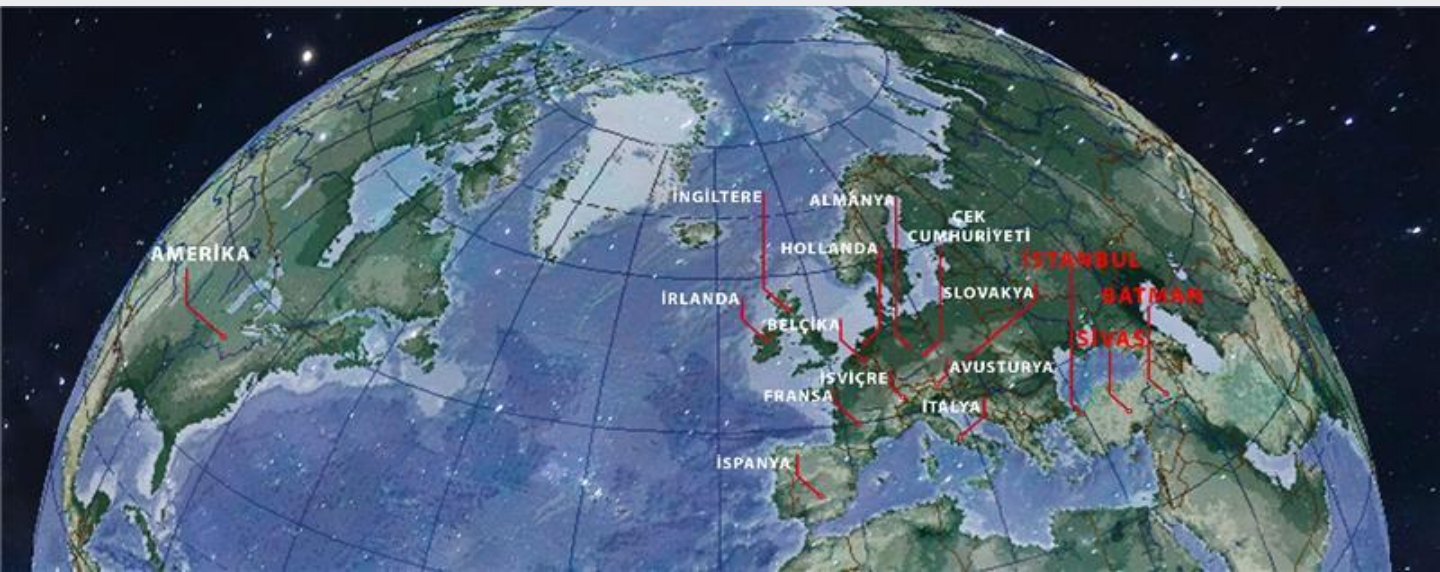 İNGİLTERE
ALMANYA
ÇEK
CUMHURİYETİ
HOLLANDA
AMERİKA
İSTANBUL
SLOVAKYA
BATMAN
İRLANDA
BELÇİKA
SİVAS
AVUSTURYA
İSVİÇRE
FRANSA
İTALYA
İSPANYA